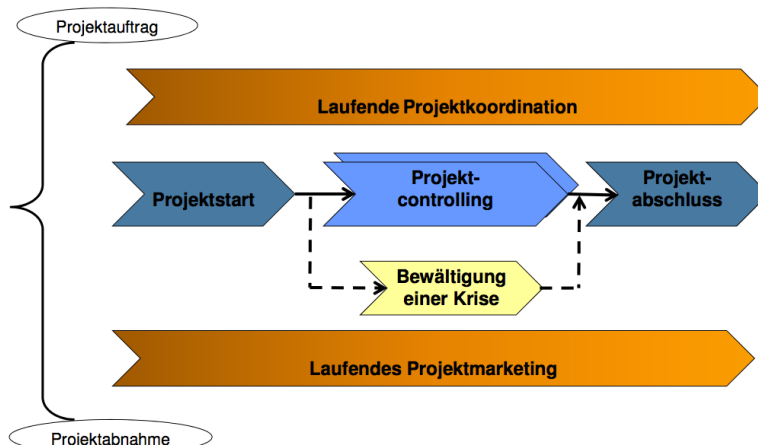 Projektauftrag
Laufende Projektkoordination
Projektstart
Projekt-
controlling
Projekt-
abschluss
Bewältigung
einer Krise
Laufendes Projektmarketing
Projektabnahme